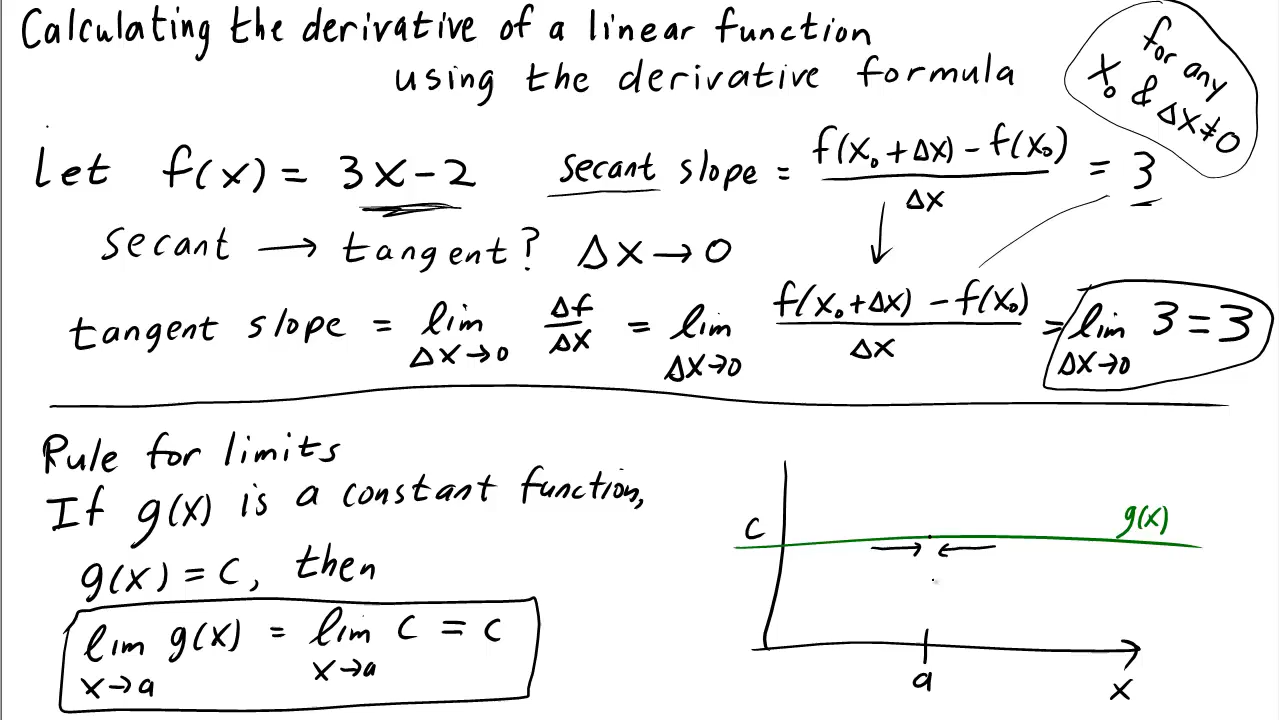 Calculating the derivative of a linear function
using the derivative formula
for any
x₀ & Δx≠0
Let f(x) = 3x-2 secant slope = (f(x₀+Δx) - f(x₀))/Δx = 3
Secant → tangent? Δx→0
tangent slope = lim Δx→0 Δf/Δx = lim Δx→0 (f(x₀+Δx) - f(x₀))/Δx = lim Δx→0 3 = 3
Rule for limits
If g(x) is a constant function,
g(x) = c, then
lim x→a g(x) = lim x→a c = c
c
g(x)
a
x